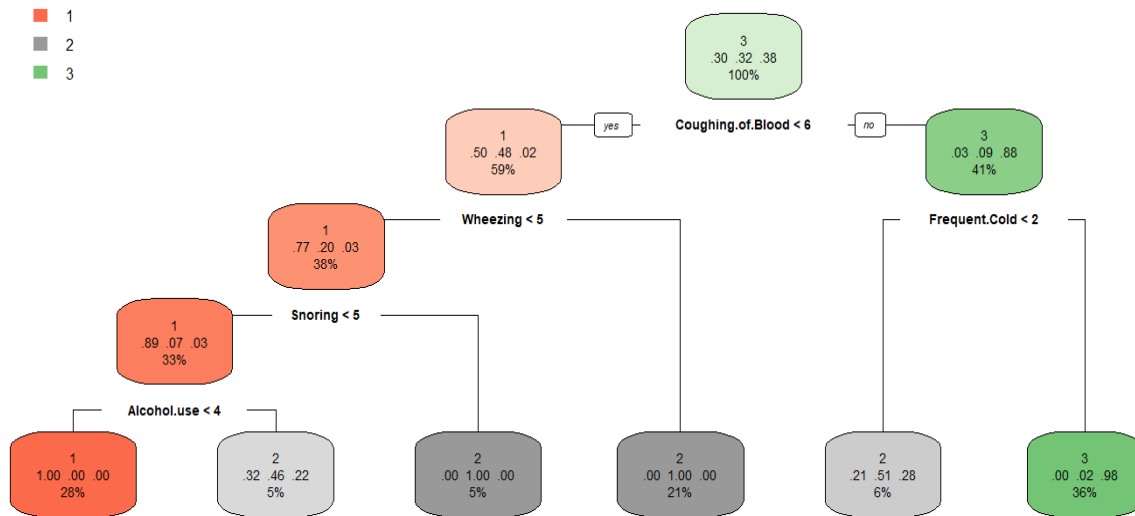 1
2
3
3
.30 .32 .38
100%
yes
Coughing.of.Blood < 6
no
1
.50 .48 .02
59%
3
.03 .09 .88
41%
Wheezing < 5
Frequent.Cold < 2
1
.77 .20 .03
38%
Snoring < 5
1
.89 .07 .03
33%
Alcohol.use < 4
1
1.00 .00 .00
28%
2
.32 .46 .22
5%
2
.00 1.00 .00
5%
2
.00 1.00 .00
21%
2
.21 .51 .28
6%
3
.00 .02 .98
36%